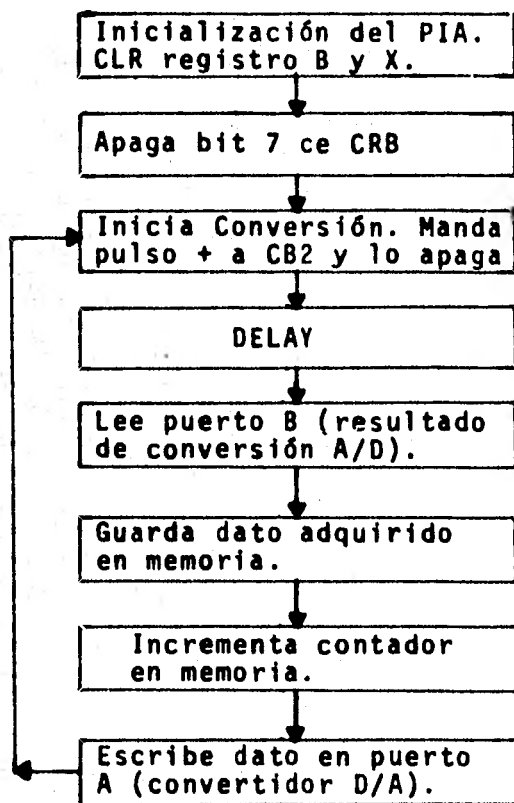 Inicialización del PIA.
CLR registro B y X.
Apaga bit 7 ce CRB
Inicia Conversión. Manda
pulso + a CB2 y lo apaga
DELAY
Lee puerto B (resultado
de conversión A/D).
Guarda dato adquirido
en memoria.
Incrementa contador
en memoria.
Escribe dato en puerto
A (convertidor D/A).